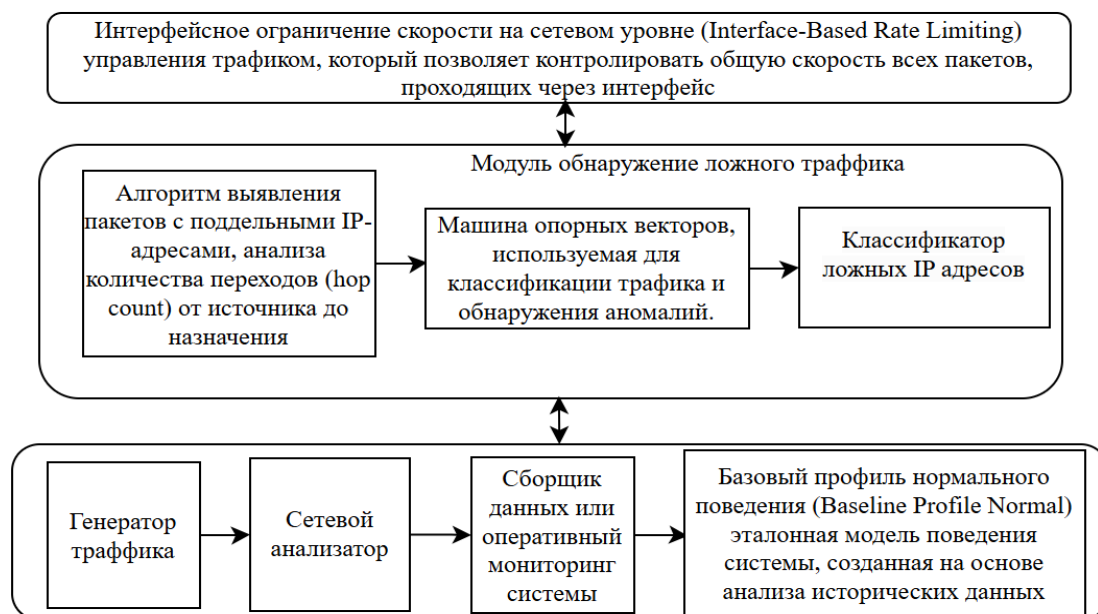 Интерфейсное ограничение скорости на сетевом уровне (Interface-Based Rate Limiting)
управления трафиком, который позволяет контролировать общую скорость всех пакетов,
проходящих через интерфейс
Модуль обнаружение ложного траффика
Алгоритм выявления
пакетов с поддельными IP-
адресами, анализа
количества переходов (hop
count) от источника до
назначения
Машина опорных векторов,
используемая для
классификации трафика и
обнаружения аномалий.
Классификатор
ложных IP адресов
Генератор
траффика
Сетевой
анализатор
Сборщик
данных или
оперативный
мониторинг
системы
Базовый профиль нормального
поведения (Baseline Profile Normal)
эталонная модель поведения
системы, созданная на основе
анализа исторических данных